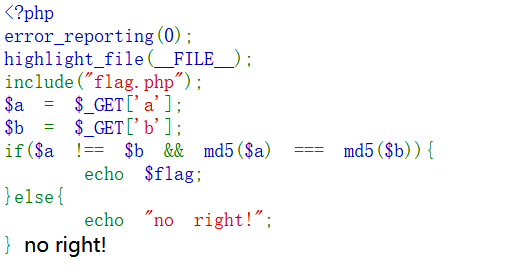 <?php
error_reporting(0);
highlight_file(__FILE__);
include("flag.php");
$a = $_GET['a'];
$b = $_GET['b'];
if($a !== $b && md5($a) === md5($b)){
        echo $flag;
}else{
        echo "no right!";
} no right!